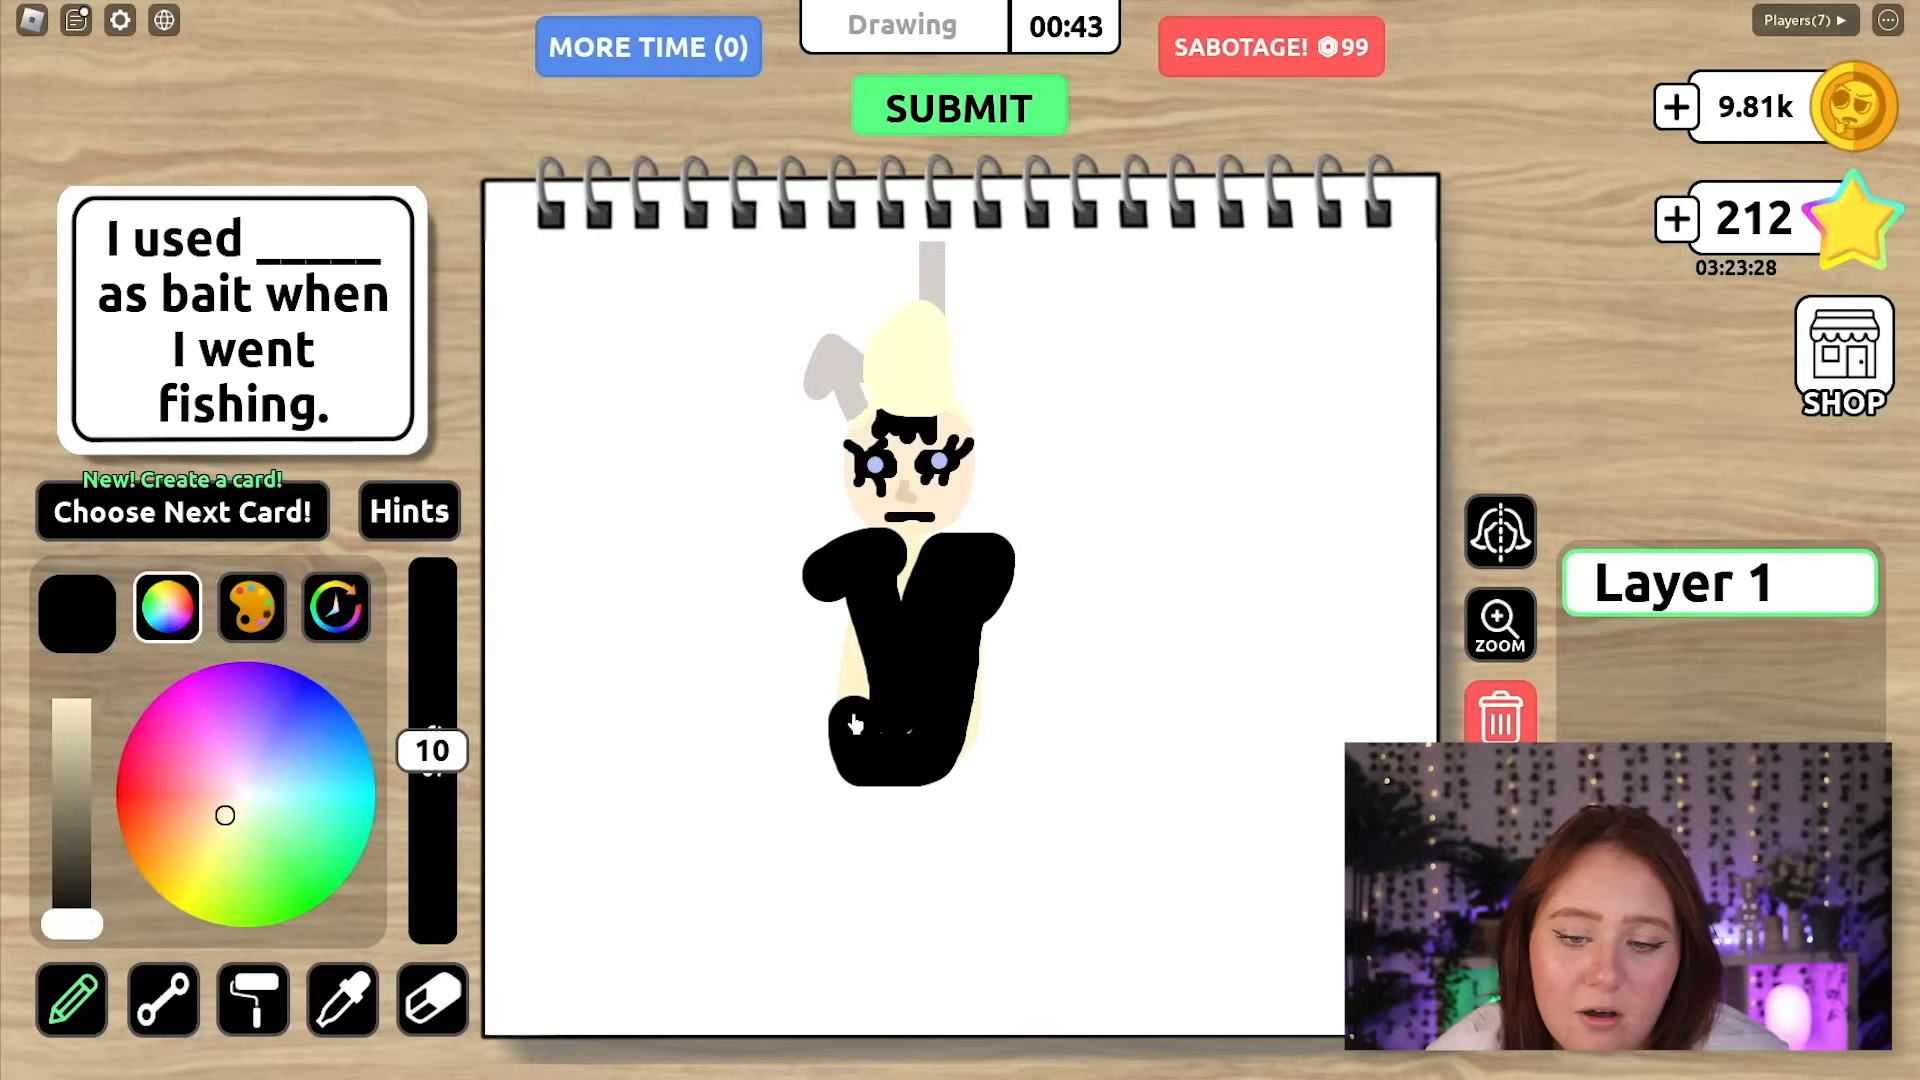 Players(7) ▶
MORE TIME (0)
Drawing
00:43
SABOTAGE! 99
SUBMIT
9.81k
212
03:23:28
SHOP
I used _____
as bait when
I went
fishing.
New! Create a card!
Choose Next Card!
Hints
10
ZOOM
Layer 1